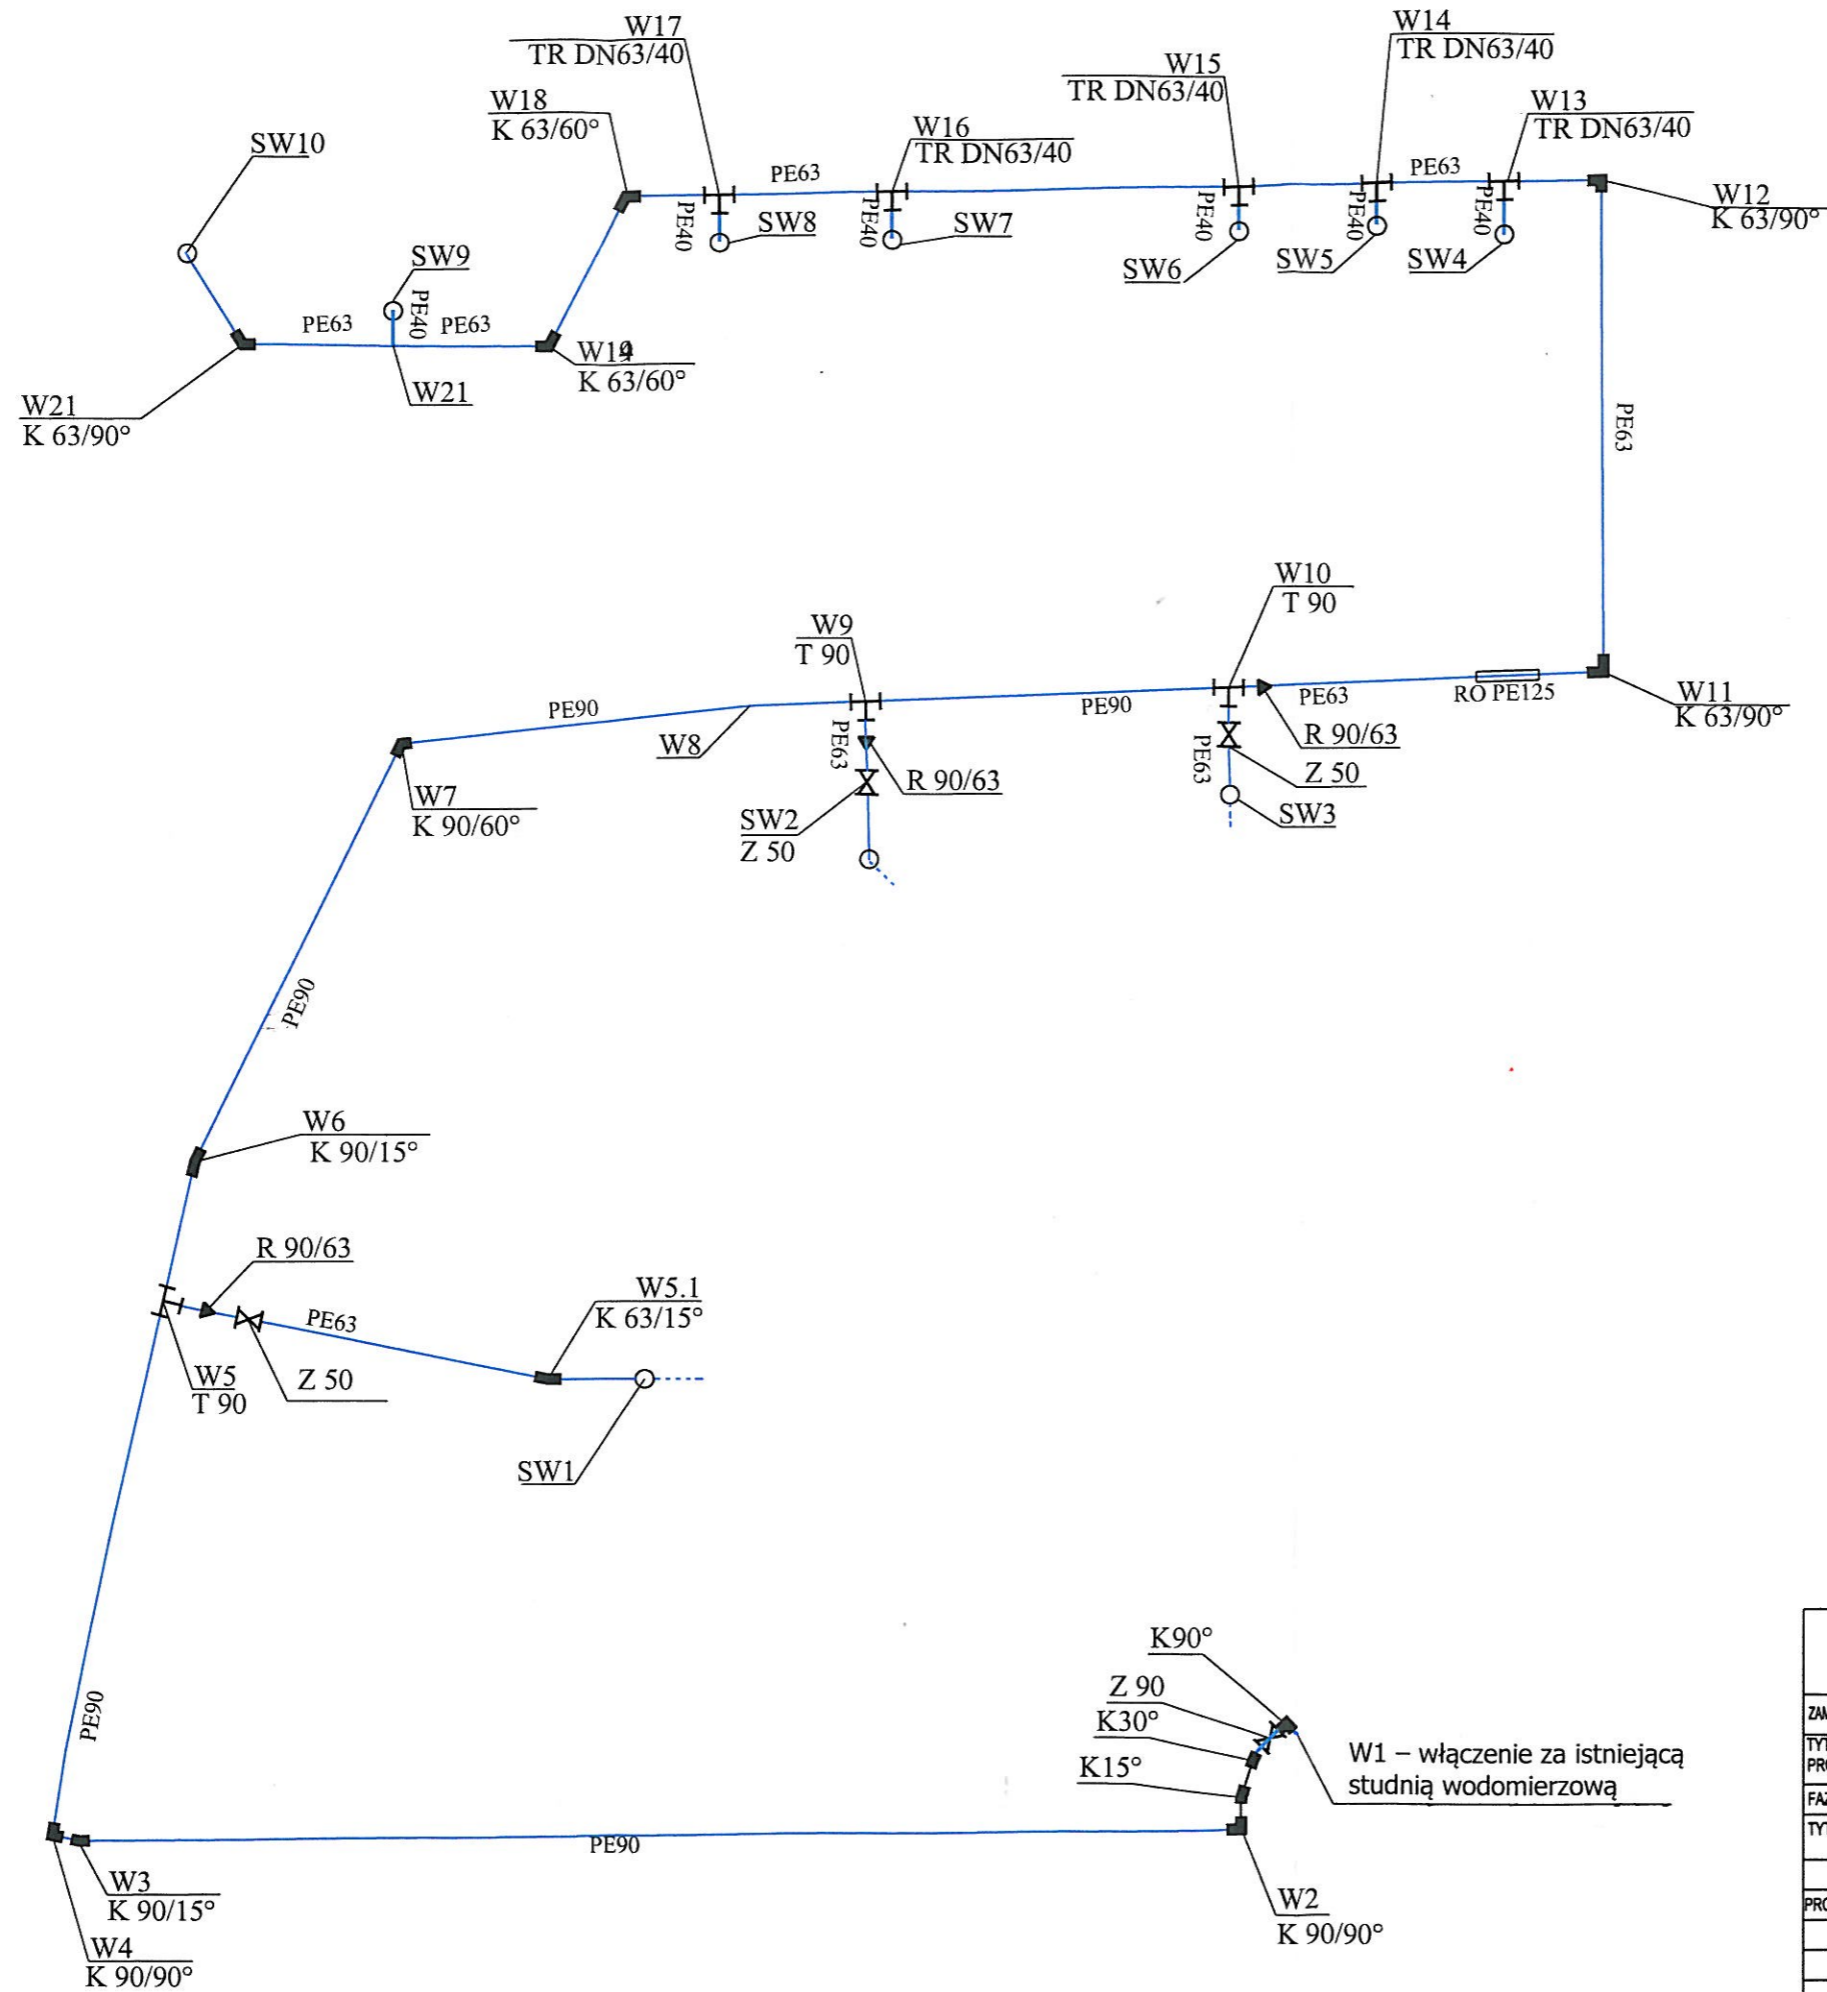 W17
TR DN63/40
W14
TR DN63/40
W15
TR DN63/40
W18
K 63/60°
W16
TR DN63/40
W13
TR DN63/40
SW10
PE63
PE63
W12
K 63/90°
PE40
SW8
PE40
SW7
PE40
SW6
PE40
SW5
PE40
SW4
SW9
PE40
PE63
PE63
K 63/60°
W21
W21
K 63/90°
PE63
W10
T 90
W9
T 90
PE90
W8
PE63
R 90/63
PE90
PE63
PE63
RO PE125
W11
K 63/90°
R 90/63
Z 50
SW3
SW2
Z 50
W7
K 90/60°
PE90
W6
K 90/15°
R 90/63
PE63
W5.1
K 63/15°
W5
T 90
Z 50
SW1
PE90
K90°
Z 90
K30°
K15°
W1 – włączenie za istniejącą
studnią wodomierzową
PE90
W3
K 90/15°
W2
K 90/90°
W4
K 90/90°